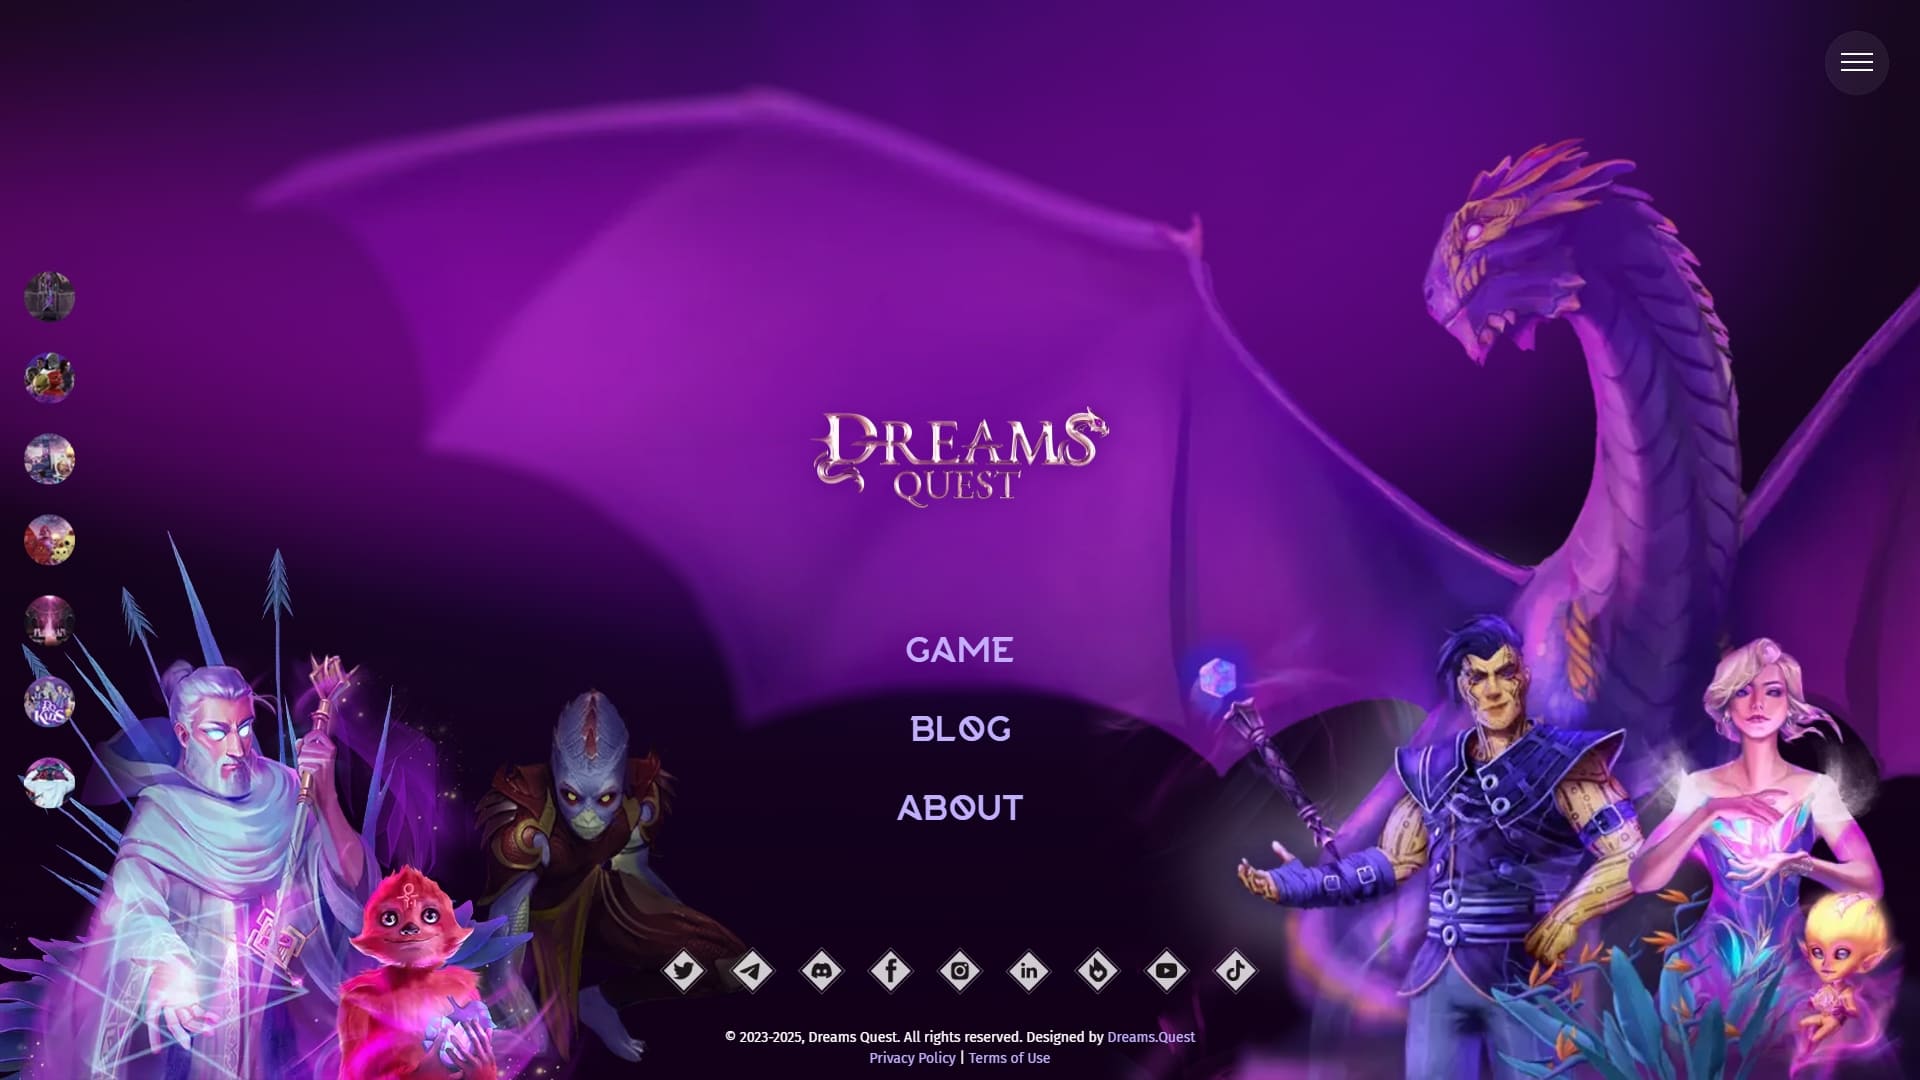 DREAMS
QUEST
GAME
BLOG
ABOUT
© 2023-2025, Dreams Quest. All rights reserved. Designed by Dreams.Quest
Privacy Policy | Terms of Use
KIDS